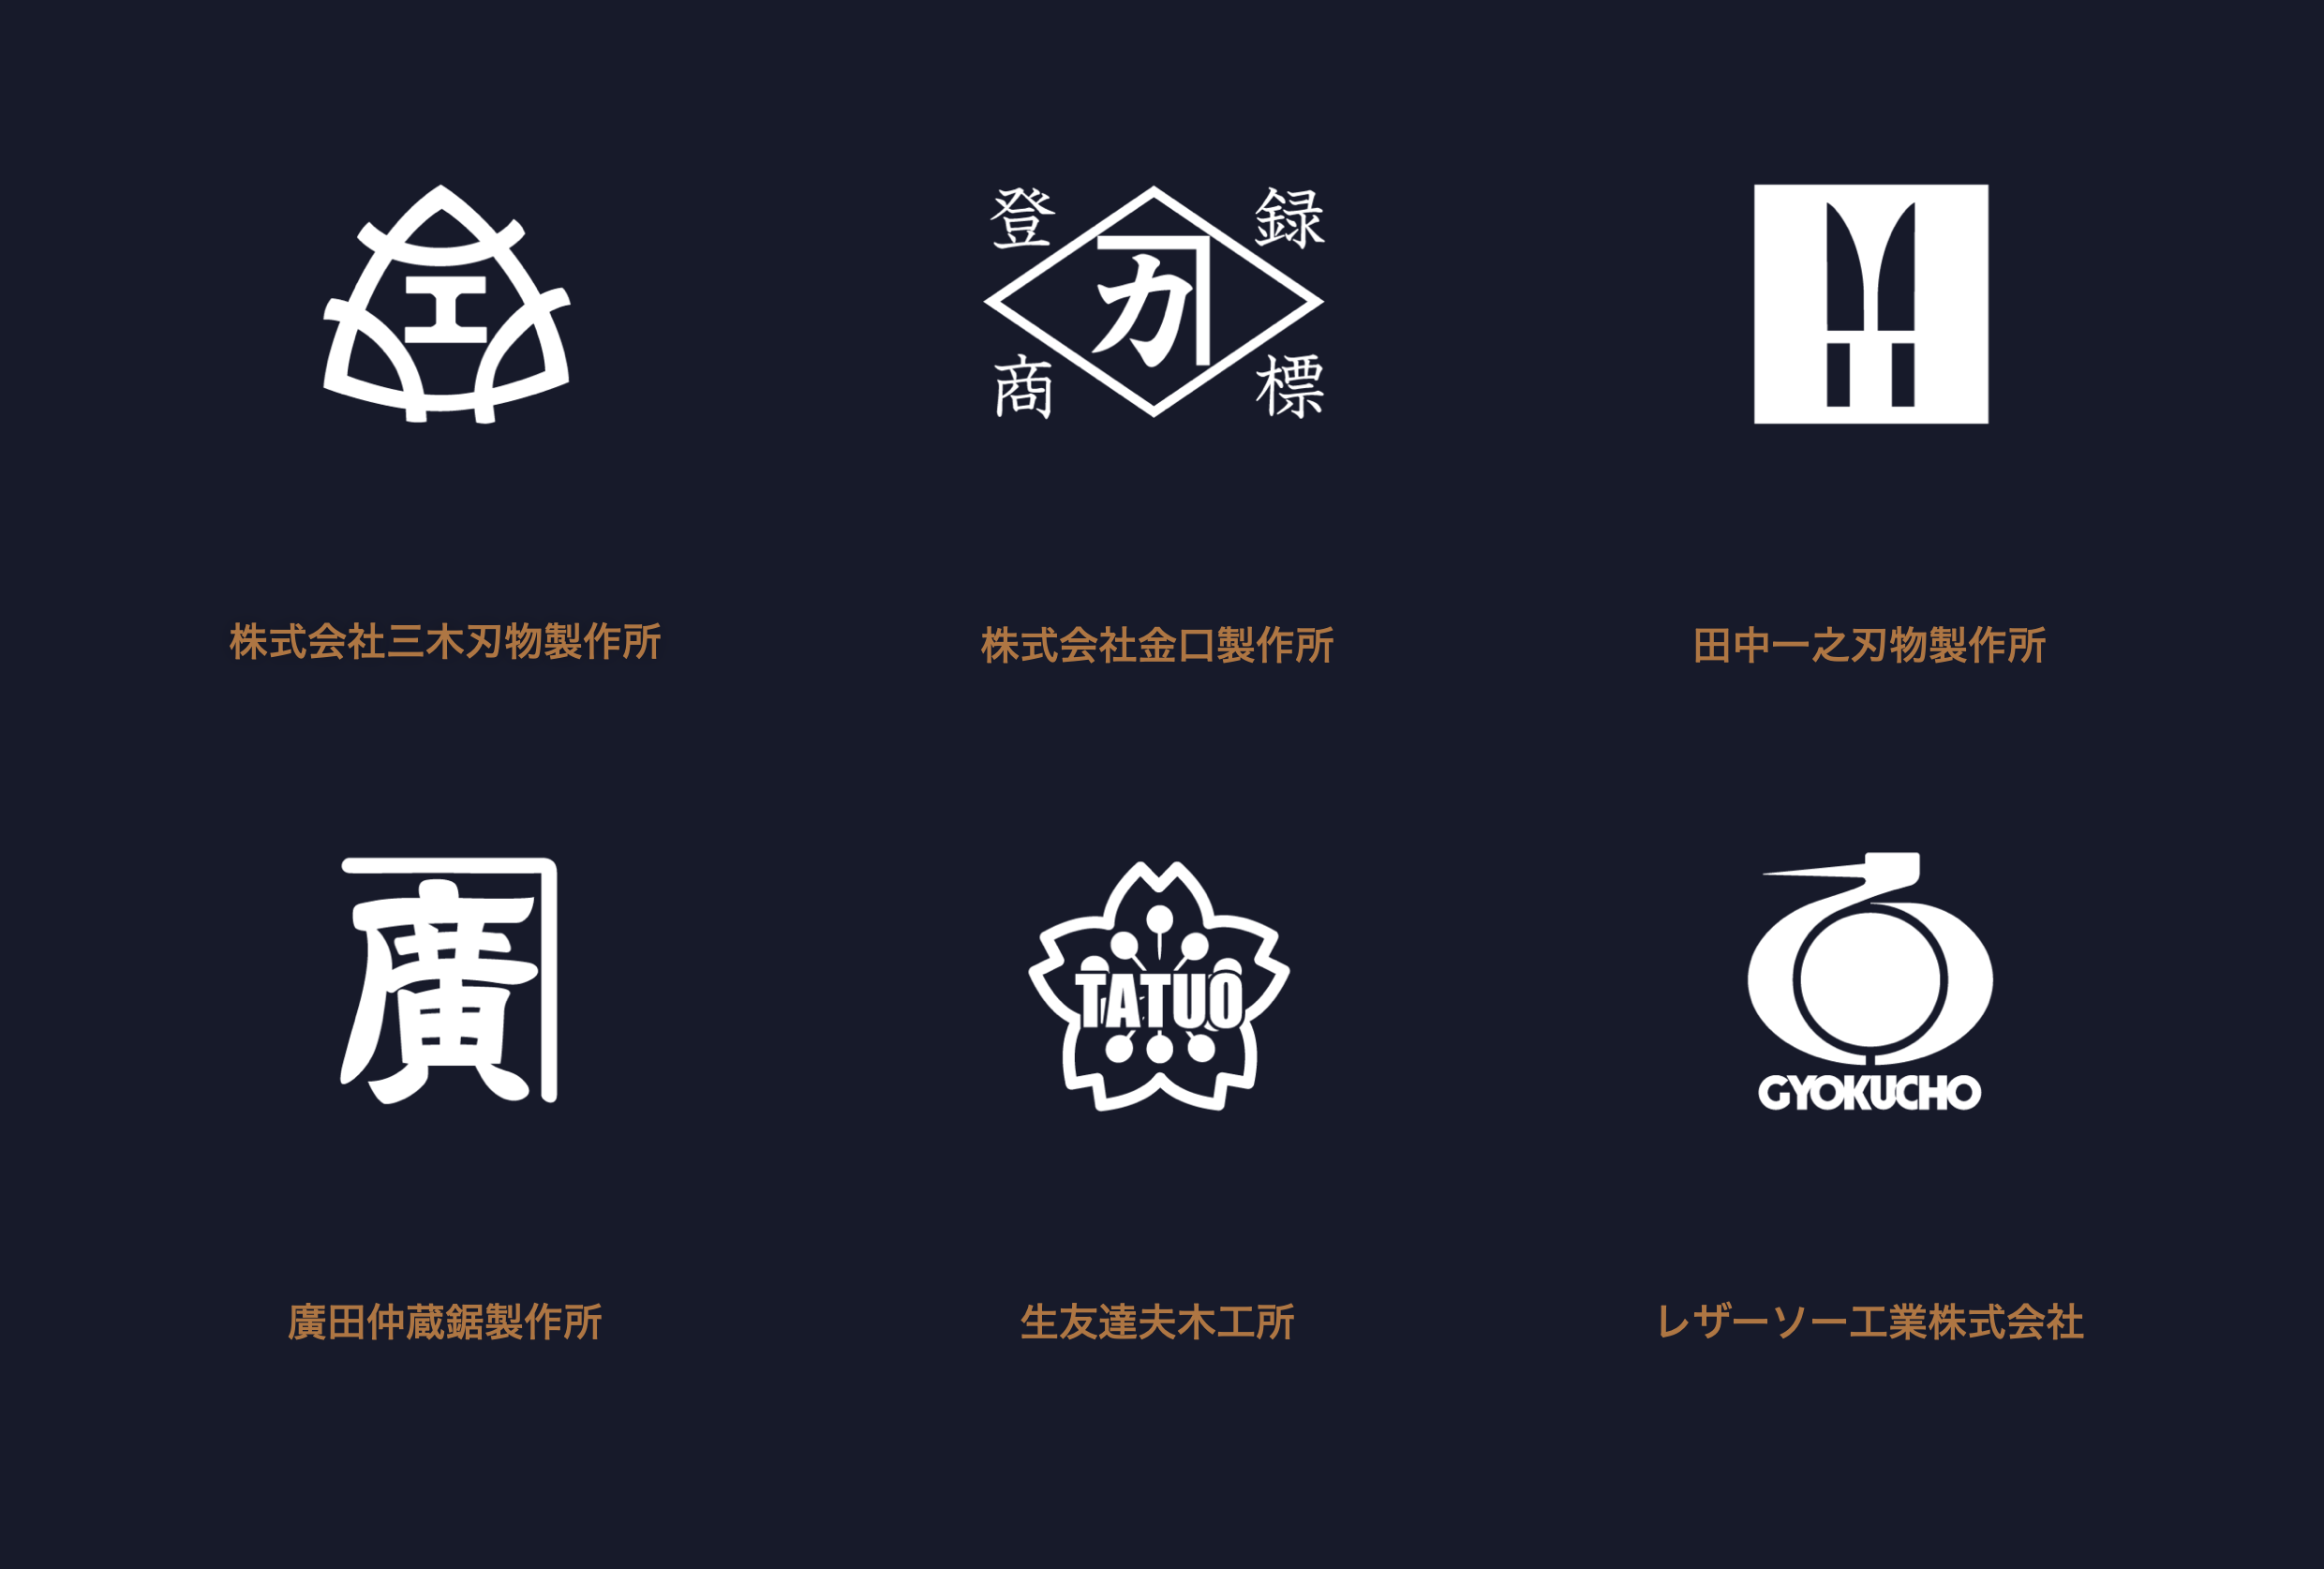 工
登 録
力
商 標
株式会社三木刃物製作所
株式会社金口製作所
田中一之刃物製作所
廣
TATUO
GYOKUCHO
廣田仲蔵鋸製作所
生友達夫木工所
レザーソー工業株式会社